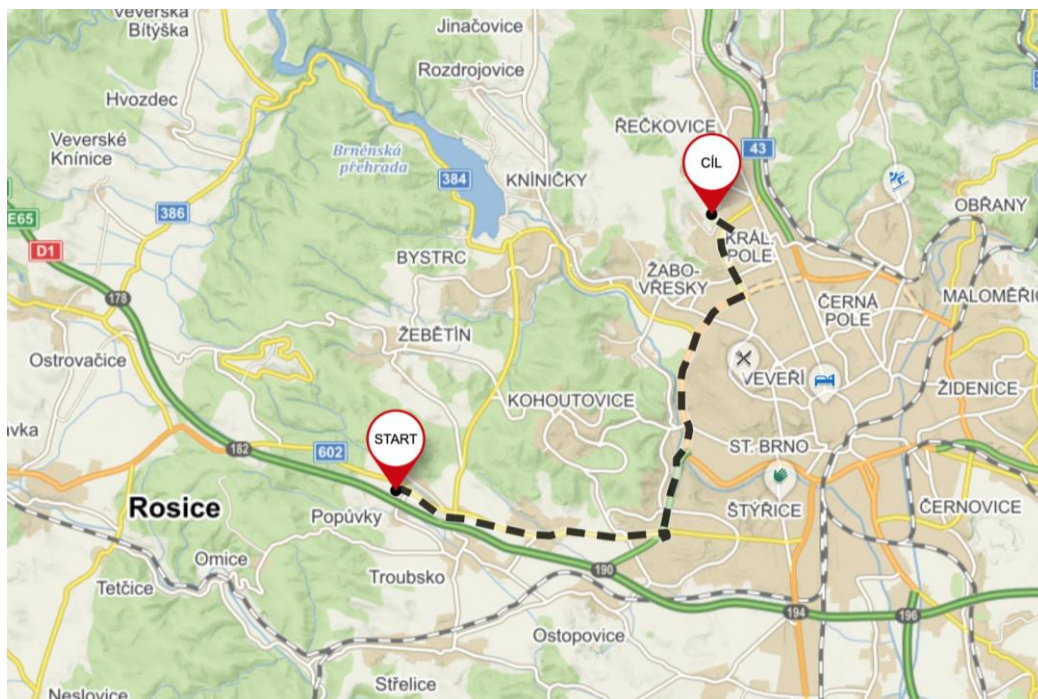 Veverská
Bítýška
Jinačovice
Rozdrojovice
Hvozdec
ŘEČKOVICE
Veverské
Knínice
Brněnská
přehrada
43
CÍL
384
KNÍNIČKY
386
OBŘANY
E65
D1
KRÁL.
POLE
BYSTRC
ŽABO-
VŘESKY
178
ČERNÁ
POLE
MALOMĚŘIC
ŽEBĚTÍN
Ostrovačice
VEVEŘÍ
ŽIDENICE
KOHOUTOVICE
START
182
602
ST. BRNO
Rosice
Popůvky
ŠTÝŘICE
ČERNOVICE
Omice
Tetčice
Troubsko
190
194
196
Ostopovice
Neslovice
Střelice